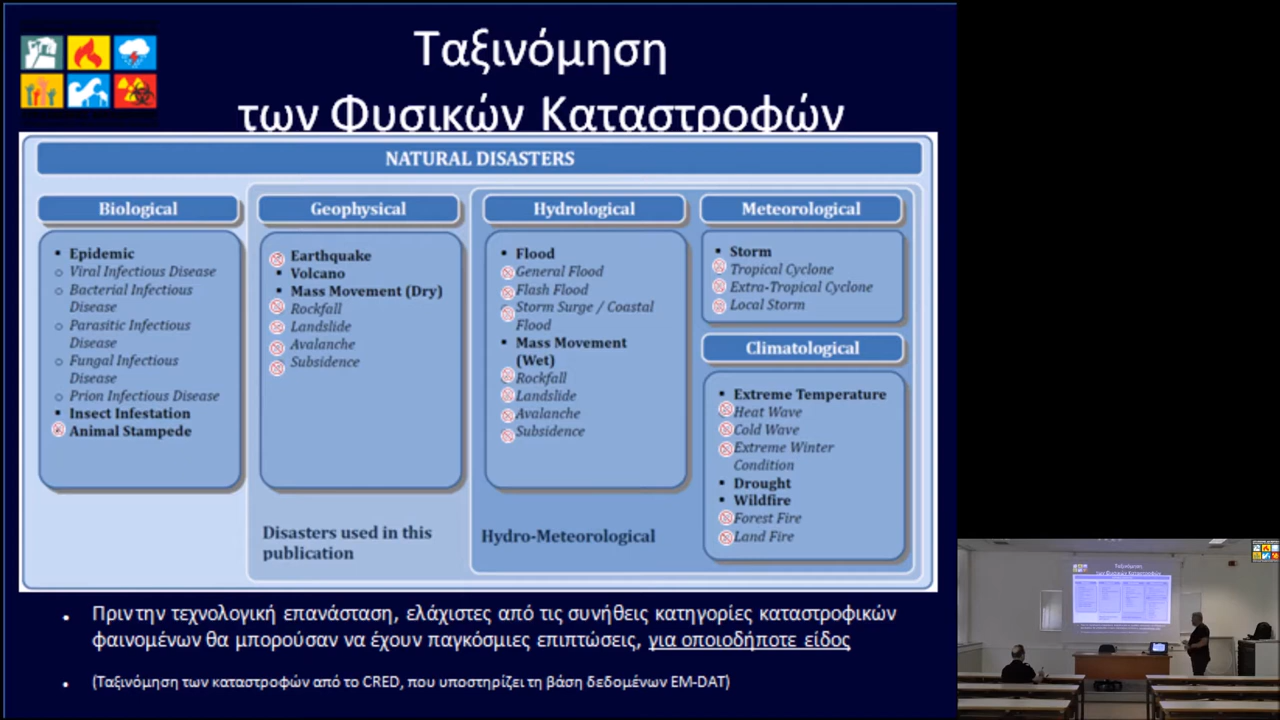 Ταξινόμηση
των Φυσικών Καταστροφών
NATURAL DISASTERS
Biological
Epidemic
Viral Infectious Disease
Bacterial Infectious
Disease
Parasitic Infectious
Disease
Fungal Infectious
Disease
Prion Infectious Disease
Insect Infestation
Animal Stampede
Geophysical
Earthquake
Volcano
Mass Movement (Dry)
Rockfall
Landslide
Avalanche
Subsidence
Disasters used in this
publication
Hydrological
Flood
General Flood
Flash Flood
Storm Surge / Coastal
Flood
Mass Movement
(Wet)
Rockfall
Landslide
Avalanche
Subsidence
Hydro-Meteorological
Meteorological
Storm
Tropical Cyclone
Extra-Tropical Cyclone
Local Storm
Climatological
Extreme Temperature
Heat Wave
Cold Wave
Extreme Winter
Condition
Drought
Wildfire
Forest Fire
Land Fire
• Πριν την τεχνολογική επανάσταση, ελάχιστες από τις συνήθεις κατηγορίες καταστροφικών
φαινομένων θα μπορούσαν να έχουν παγκόσμιες επιπτώσεις, για οποιοδήποτε είδος
• (Ταξινόμηση των καταστροφών από το CRED, που υποστηρίζει τη βάση δεδομένων EM-DAT)
Ταξινόμηση
των Φυσικών Καταστροφών